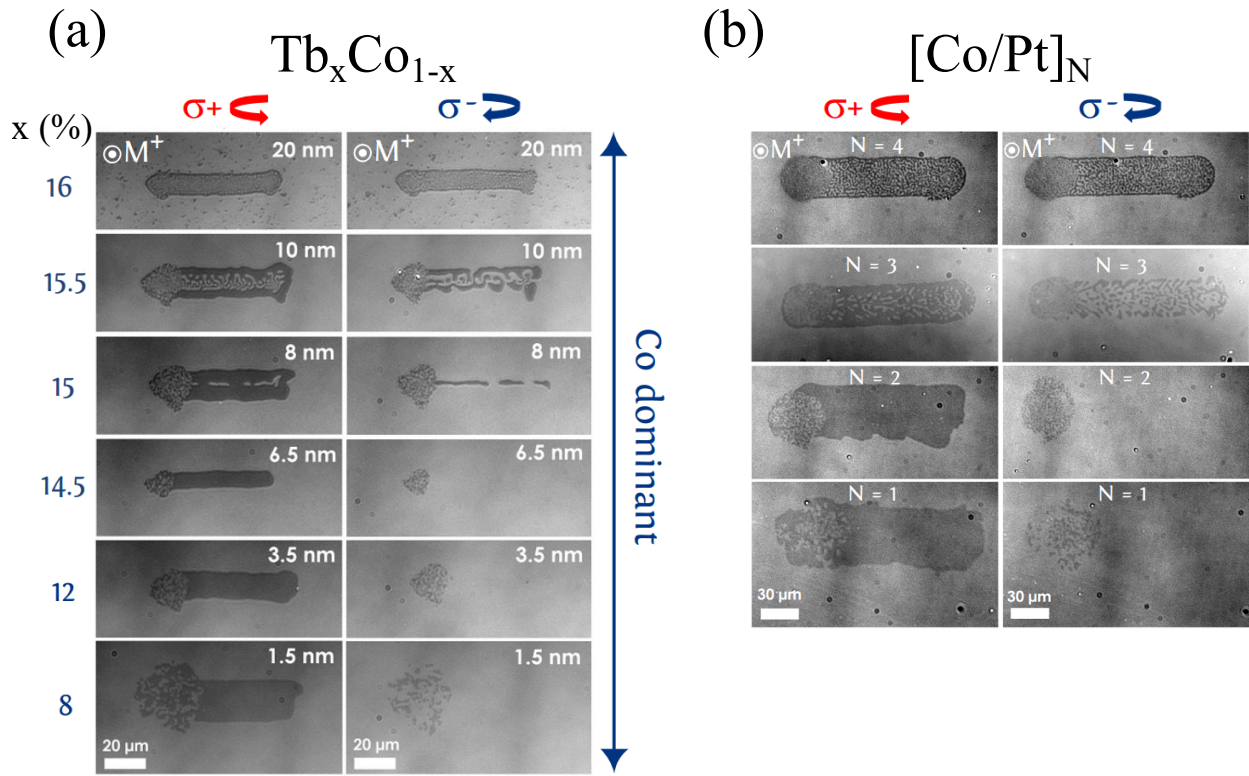 (a)
TbxCo1-x
σ+ σ-
x (%)
⊙M⁺ 20 nm ⊙M⁺ 20 nm
16
10 nm 10 nm
15.5
8 nm 8 nm
15
6.5 nm 6.5 nm
14.5
3.5 nm 3.5 nm
12
1.5 nm 1.5 nm
8
20 µm 20 µm
Co dominant
(b)
[Co/Pt]N
σ+ σ-
⊙M⁺ N = 4 ⊙M⁺ N = 4
N = 3 N = 3
N = 2 N = 2
N = 1 N = 1
30 µm 30 µm